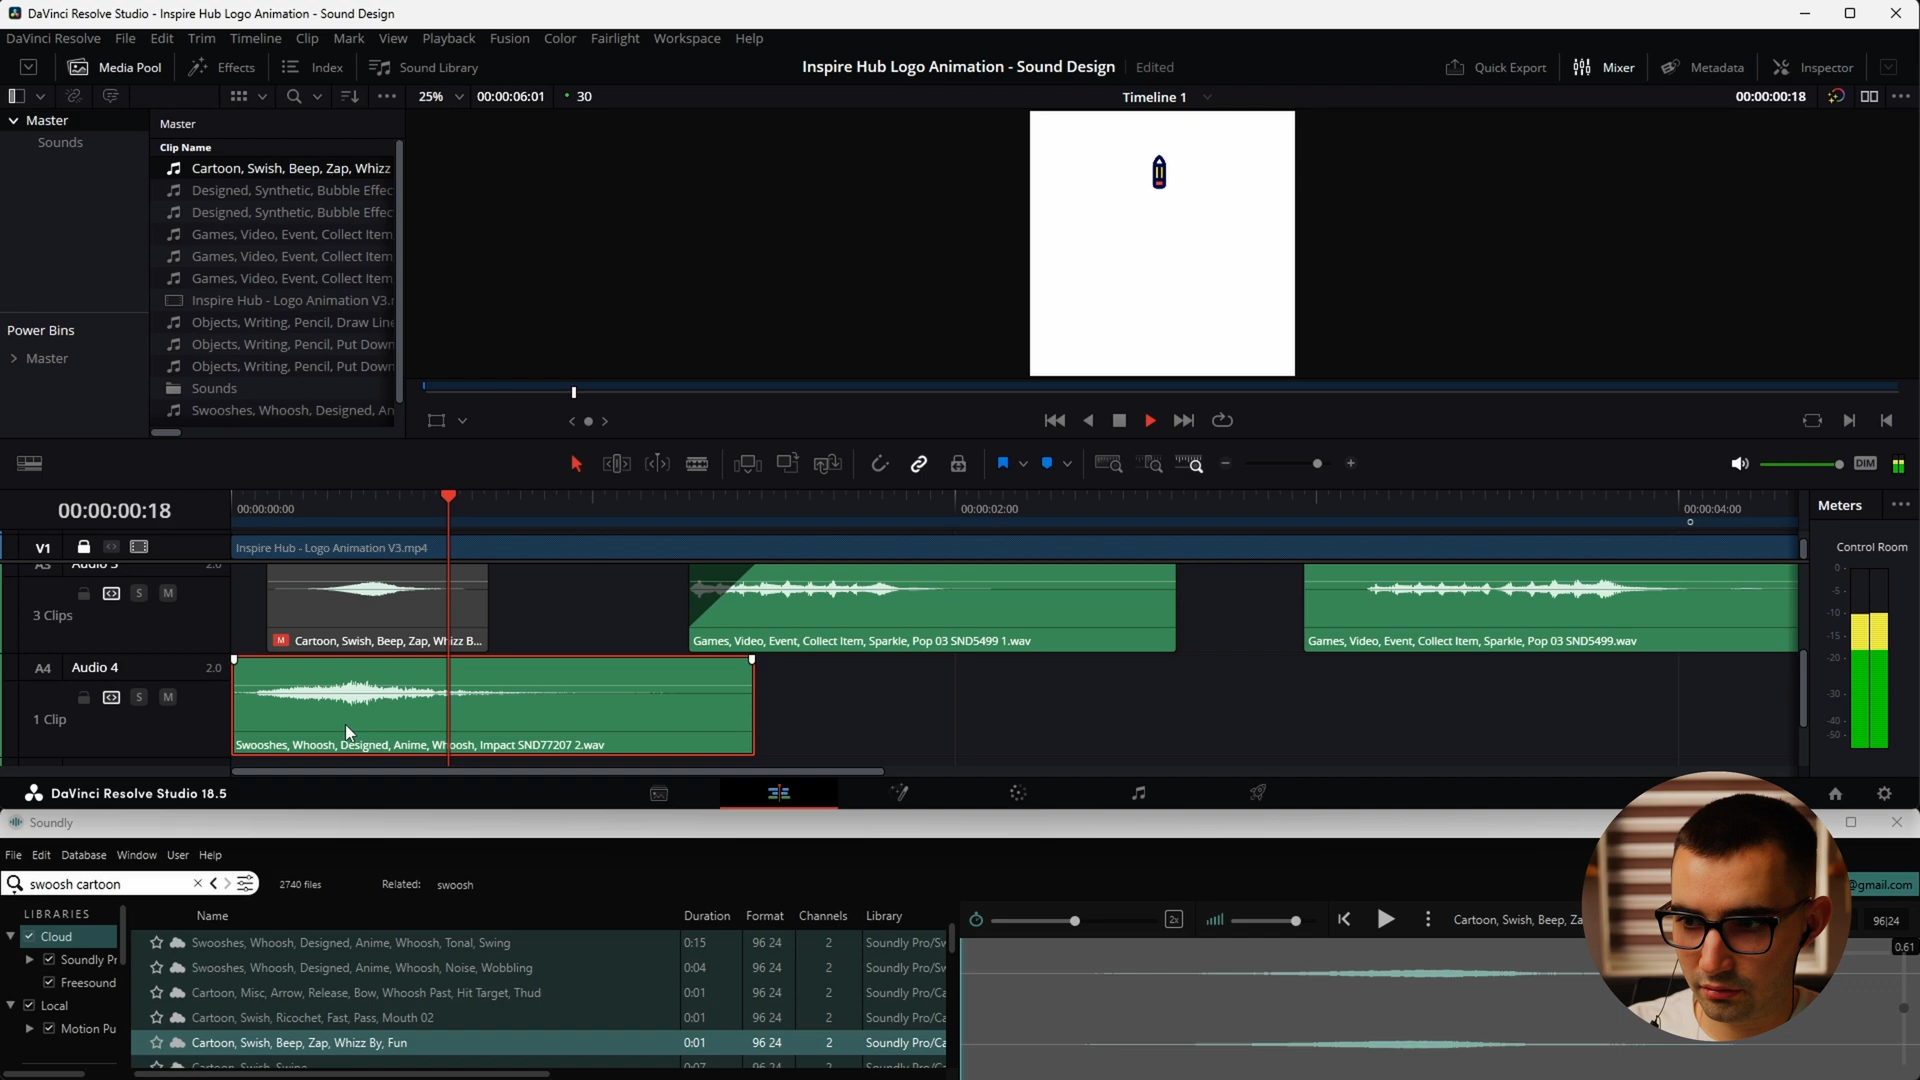 DaVinci Resolve Studio - Inspire Hub Logo Animation - Sound Design
DaVinci Resolve File Edit Trim Timeline Clip Mark View Playback Fusion Color Fairlight Workspace Help
Media Pool Effects Index Sound Library Inspire Hub Logo Animation - Sound Design Edited Quick Export Mixer Metadata Inspector
25% 00:00:06:01 30 Timeline 1 00:00:00:18
Master
Sounds
Power Bins
Master
Master
Clip Name
Cartoon, Swish, Beep, Zap, Whizz
Designed, Synthetic, Bubble Effec
Designed, Synthetic, Bubble Effec
Games, Video, Event, Collect Item
Games, Video, Event, Collect Item
Games, Video, Event, Collect Item
Inspire Hub - Logo Animation V3.
Objects, Writing, Pencil, Draw Line
Objects, Writing, Pencil, Put Down
Objects, Writing, Pencil, Put Down
Sounds
Swooshes, Whoosh, Designed, An
DIM
00:00:00:18 00:00:00:00 00:00:02:00 00:00:04:00
V1 Inspire Hub - Logo Animation V3.mp4
A3 Audio 3 2.0
S M
3 Clips
M Cartoon, Swish, Beep, Zap, Whizz B...
Games, Video, Event, Collect Item, Sparkle, Pop 03 SND5499 1.wav
Games, Video, Event, Collect Item, Sparkle, Pop 03 SND5499.wav
A4 Audio 4 2.0
S M
1 Clip
Swooshes, Whoosh, Designed, Anime, Whoosh, Impact SND77207 2.wav
Meters
Control Room
0
-5
-10
-15
-20
-30
-40
-50
DaVinci Resolve Studio 18.5
Soundly
File Edit Database Window User Help
swoosh cartoon 2740 files Related: swoosh @gmail.com
LIBRARIES
Cloud
Soundly Pr
Freesound
Local
Motion Pu
Name Duration Format Channels Library
Swooshes, Whoosh, Designed, Anime, Whoosh, Tonal, Swing 0:15 96 24 2 Soundly Pro/Sw
Swooshes, Whoosh, Designed, Anime, Whoosh, Noise, Wobbling 0:04 96 24 2 Soundly Pro/Sw
Cartoon, Misc, Arrow, Release, Bow, Whoosh Past, Hit Target, Thud 0:01 96 24 2 Soundly Pro/Ca
Cartoon, Swish, Ricochet, Fast, Pass, Mouth 02 0:01 96 24 2 Soundly Pro/Ca
Cartoon, Swish, Beep, Zap, Whizz By, Fun 0:01 96 24 2 Soundly Pro/Ca
Cartoon, Swish, Swing 0:07 96 24 2 Soundly Pro/Ca
2x Cartoon, Swish, Beep, Za 96|24
0.61